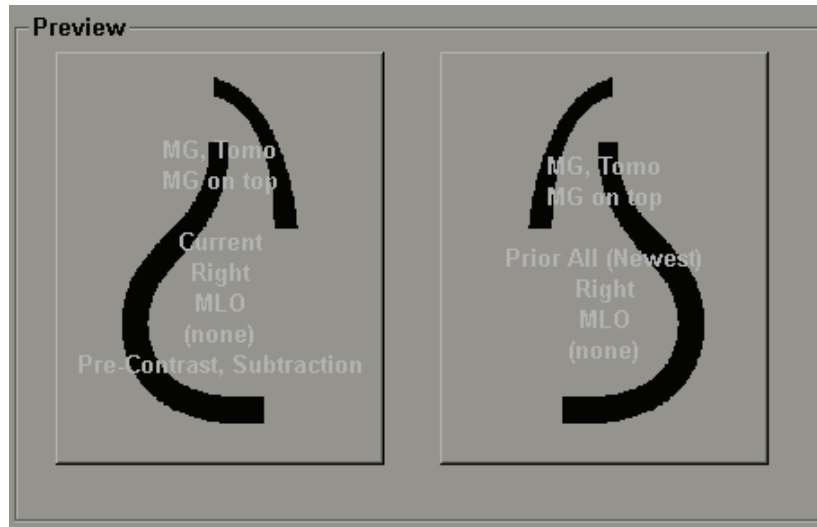 Preview
MG, Tomo
MG on top
Current
Right
MLO
(none)
Pre-Contrast, Subtraction
MG, Tomo
MG on top
Prior All (Newest)
Right
MLO
(none)